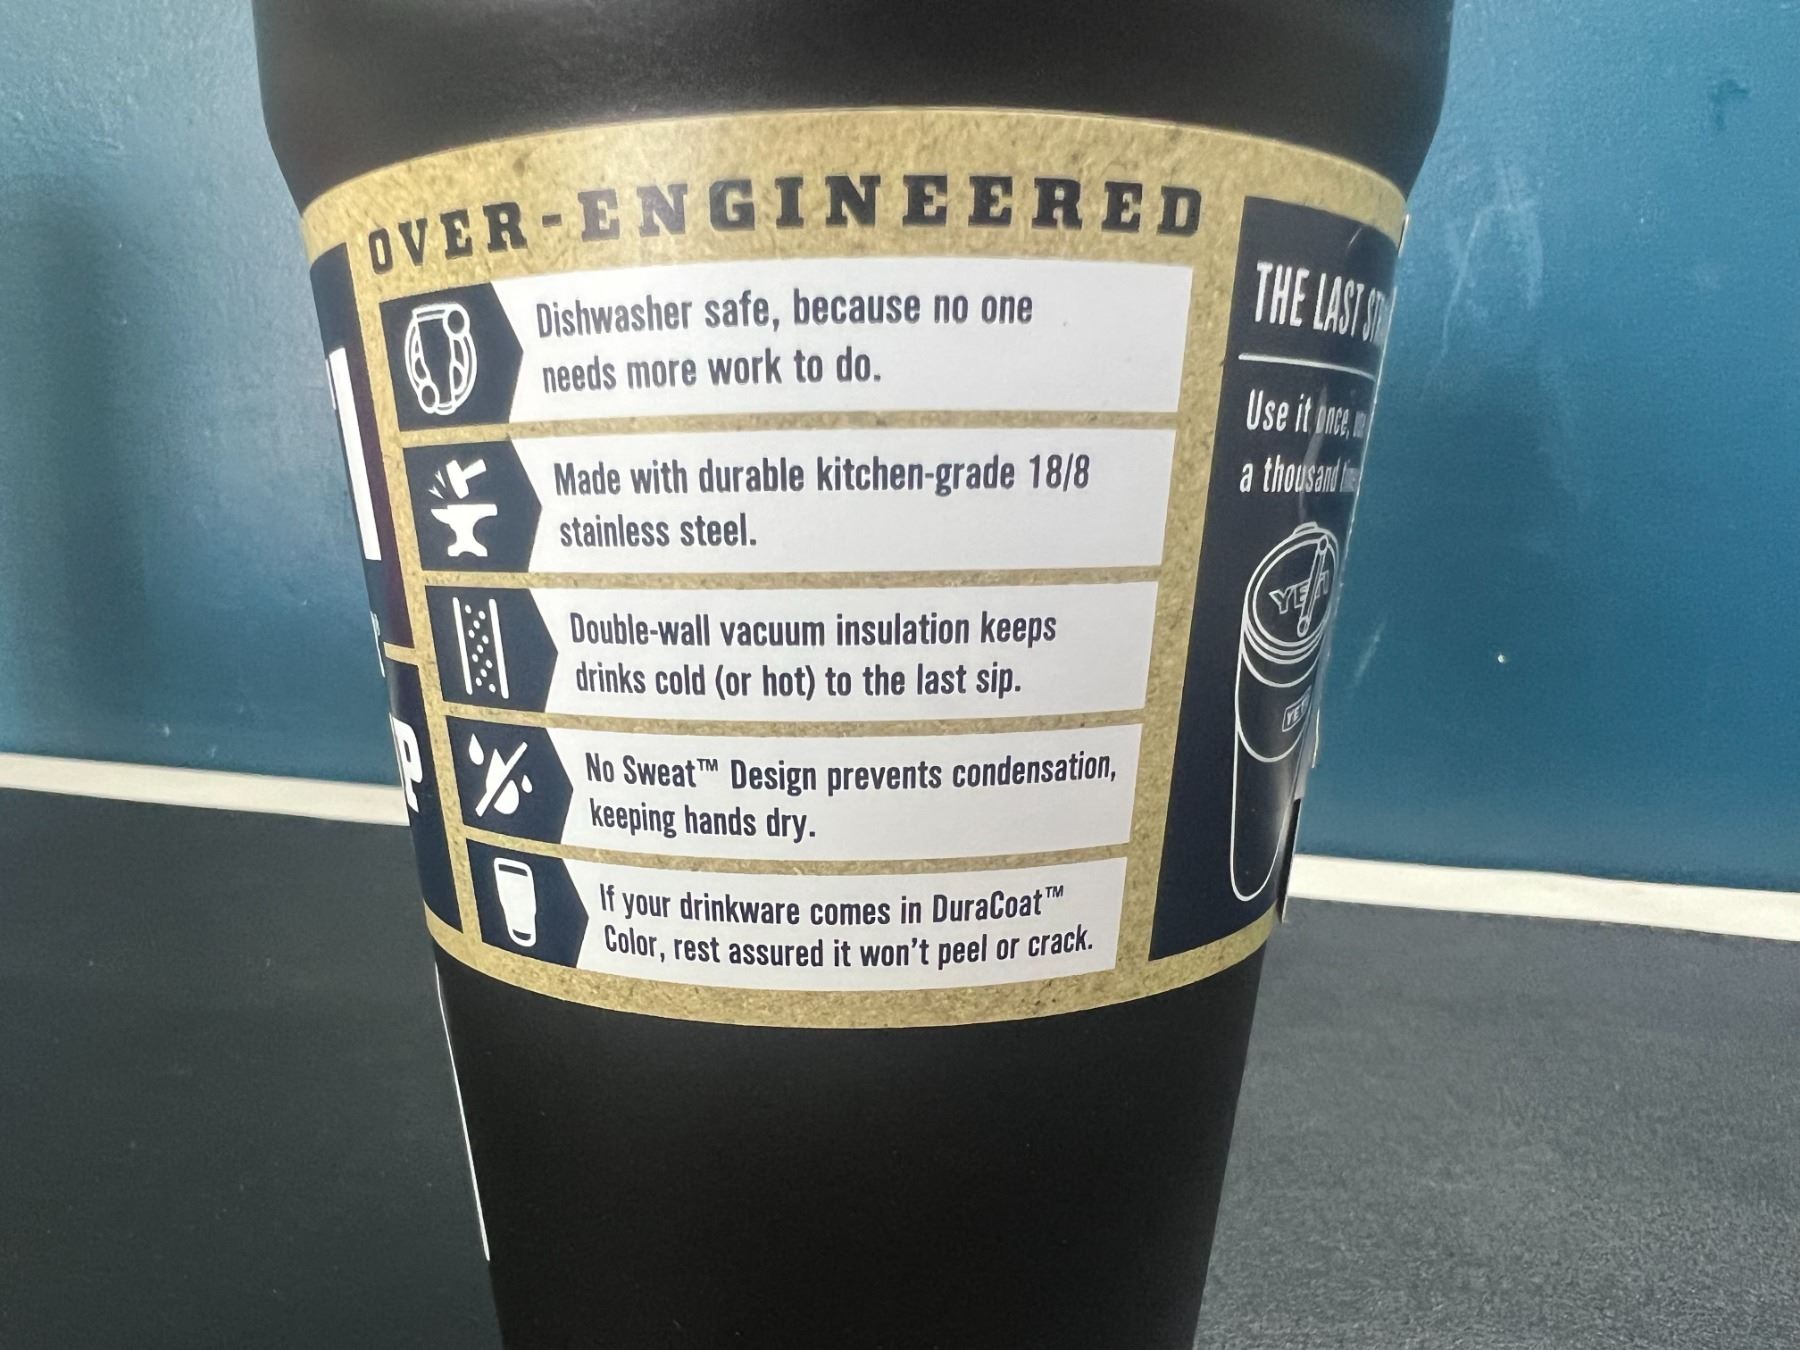 OVER-ENGINEERED
Dishwasher safe, because no one
needs more work to do.
Made with durable kitchen-grade 18/8
stainless steel.
Double-wall vacuum insulation keeps
drinks cold (or hot) to the last sip.
No Sweat™ Design prevents condensation,
keeping hands dry.
If your drinkware comes in DuraCoat™
Color, rest assured it won't peel or crack.
THE LAST
Use it once,
a thousand
YETI